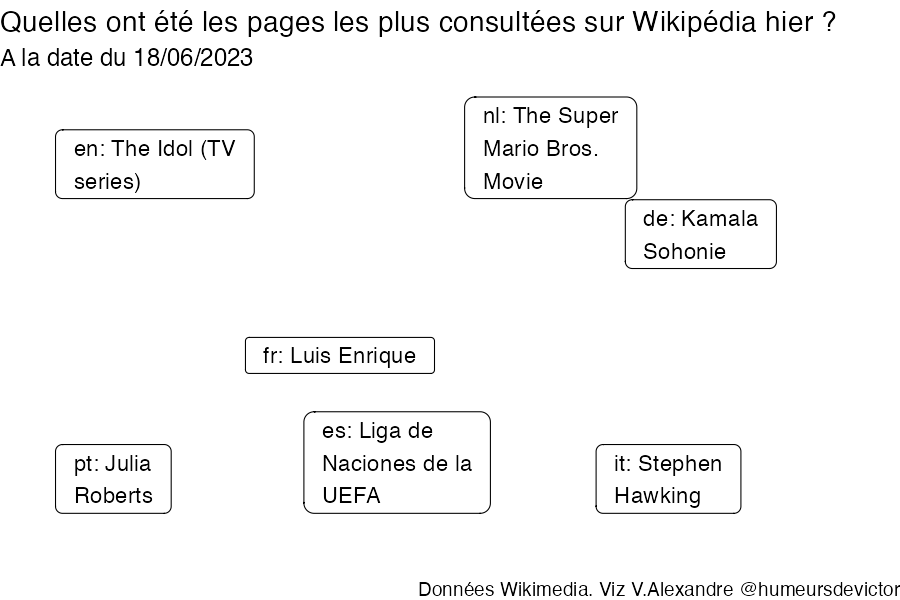 Quelles ont été les pages les plus consultées sur Wikipédia hier ?
A la date du 18/06/2023
en: The Idol (TV
series)
nl: The Super
Mario Bros.
Movie
de: Kamala
Sohonie
fr: Luis Enrique
es: Liga de
Naciones de la
UEFA
pt: Julia
Roberts
it: Stephen
Hawking
Données Wikimedia. Viz V.Alexandre @humeursdevictor